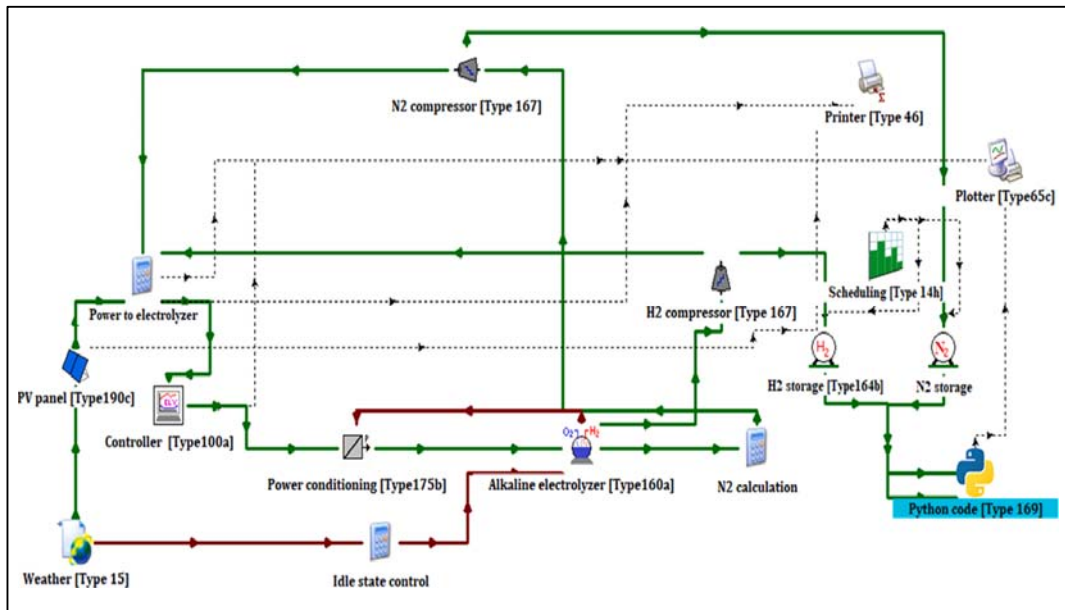 N2 compressor [Type 167]
Printer [Type 46]
Plotter [Type65c]
Scheduling [Type 14h]
H2 compressor [Type 167]
Power to electrolyzer
PV panel [Type190c]
H2
N2
H2 storage [Type164b]
N2 storage
Controller [Type100a]
O2
H2
Power conditioning [Type175b]
Alkaline electrolyzer [Type160a]
N2 calculation
Python code [Type 169]
Weather [Type 15]
Idle state control